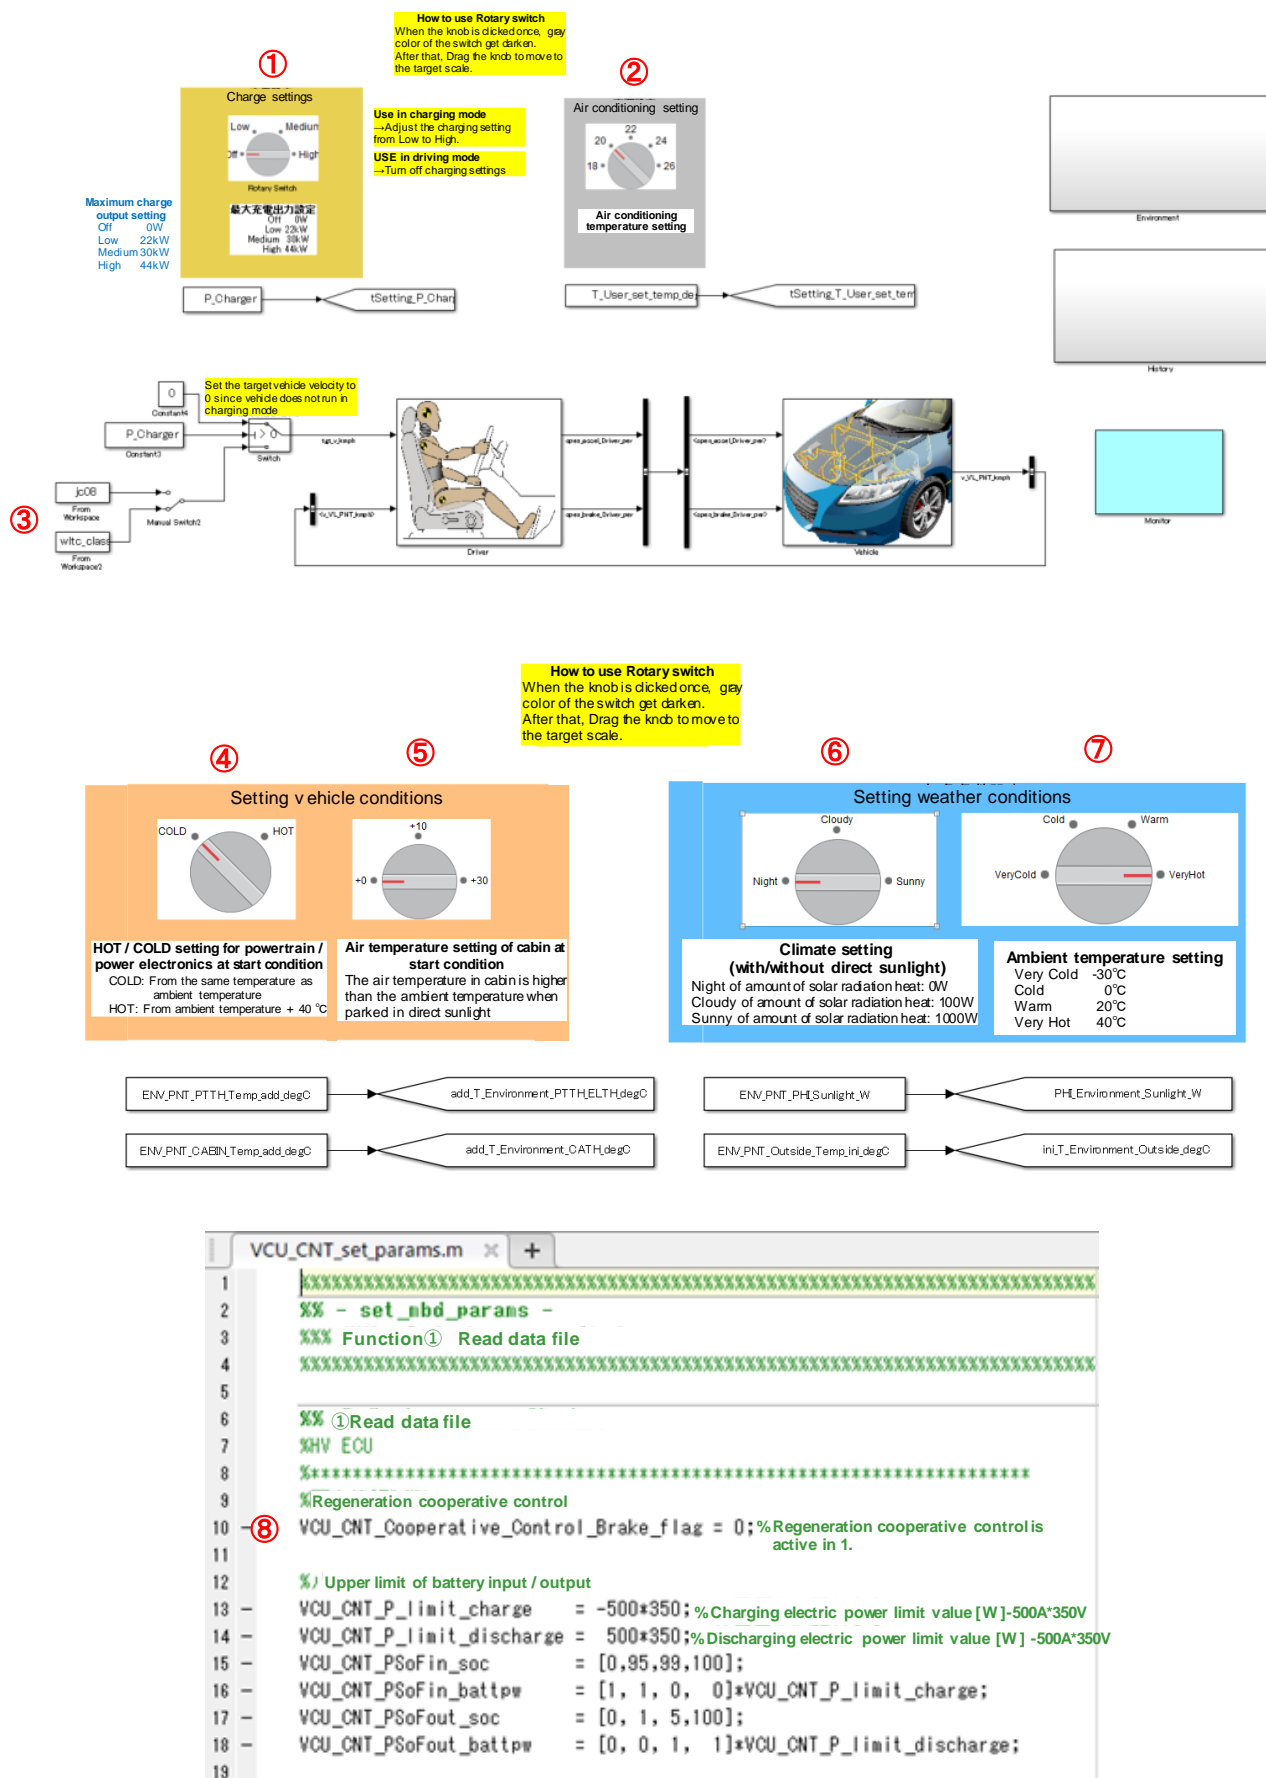 How to use Rotary switch
When the knob is clicked once, gray
color of the switch get darken.
After that, Drag the knob to move to
the target scale.
①
②
Charge settings
Low
Medium
Off
High
Rotary Switch
最大充電出力設定
Off 0W
Low 22kW
Medium 30kW
High 44kW
Use in charging mode
→Adjust the charging setting
from Low to High.
USE in driving mode
→Turn off charging settings
Air conditioning setting
22
20
24
18
26
Air conditioning
temperature setting
Maximum charge
output setting
Off 0W
Low 22kW
Medium 30kW
High 44kW
Environment
P_Charger
tSetting_P_Char
T_User_set_temp_de
tSetting_T_User_set_tem
History
0
Constant4
Set the target vehicle velocity to
0 since vehicle does not run in
charging mode
P_Charger
Constant3
> 0
Switch
tgt_v_kmph
<v_VL_PNT_kmph>
Driver
open_accel_Driver_per
open_brake_Driver_per
<open_accel_Driver_per>
<open_brake_Driver_per>
Vehicle
v_VL_PNT_kmph
Monitor
③
jc08
From
Workspace
wltc_class
From
Workspace2
Manual Switch2
How to use Rotary switch
When the knob is clicked once, gray
color of the switch get darken.
After that, Drag the knob to move to
the target scale.
④
⑤
⑥
⑦
Setting vehicle conditions
COLD
HOT
+10
+0
+30
HOT / COLD setting for powertrain /
power electronics at start condition
COLD: From the same temperature as
ambient temperature
HOT: From ambient temperature + 40 °C
Air temperature setting of cabin at
start condition
The air temperature in cabin is higher
than the ambient temperature when
parked in direct sunlight
Setting weather conditions
Cloudy
Night
Sunny
Cold
Warm
VeryCold
VeryHot
Climate setting
(with/without direct sunlight)
Night of amount of solar radiation heat: 0W
Cloudy of amount of solar radiation heat: 100W
Sunny of amount of solar radiation heat: 1000W
Ambient temperature setting
Very Cold -30°C
Cold 0°C
Warm 20°C
Very Hot 40°C
ENV_PNT_PTTH_Temp_add_degC
add_T_Environment_PTTH_ELTH_degC
ENV_PNT_PHI_Sunlight_W
PHI_Environment_Sunlight_W
ENV_PNT_CABIN_Temp_add_degC
add_T_Environment_CATH_degC
ENV_PNT_Outside_Temp_ini_degC
ini_T_Environment_Outside_degC
VCU_CNT_set_params.m × +
1 %%%%%%%%%%%%%%%%%%%%%%%%%%%%%%%%%%%%%%%%%%%%%%%%%%%%%%%%%%%%%%%%%%%%%%%%%
2 %% - set_mbd_params -
3 %%% Function① Read data file
4 %%%%%%%%%%%%%%%%%%%%%%%%%%%%%%%%%%%%%%%%%%%%%%%%%%%%%%%%%%%%%%%%%%%%%%%%%
5
6 %% ①Read data file
7 %HV ECU
8 %****************************************************************
9 %Regeneration cooperative control
10 – ⑧ VCU_CNT_Cooperative_Control_Brake_flag = 0;%Regeneration cooperative control is
active in 1.
11
12 %/ Upper limit of battery input / output
13 – VCU_CNT_P_limit_charge = -500*350; %Charging electric power limit value [W]-500A*350V
14 – VCU_CNT_P_limit_discharge = 500*350;%Discharging electric power limit value [W] -500A*350V
15 – VCU_CNT_PSoFin_soc = [0,95,99,100];
16 – VCU_CNT_PSoFin_battpw = [1, 1, 0, 0]*VCU_CNT_P_limit_charge;
17 – VCU_CNT_PSoFout_soc = [0, 1, 5,100];
18 – VCU_CNT_PSoFout_battpw = [0, 0, 1, 1]*VCU_CNT_P_limit_discharge;
19